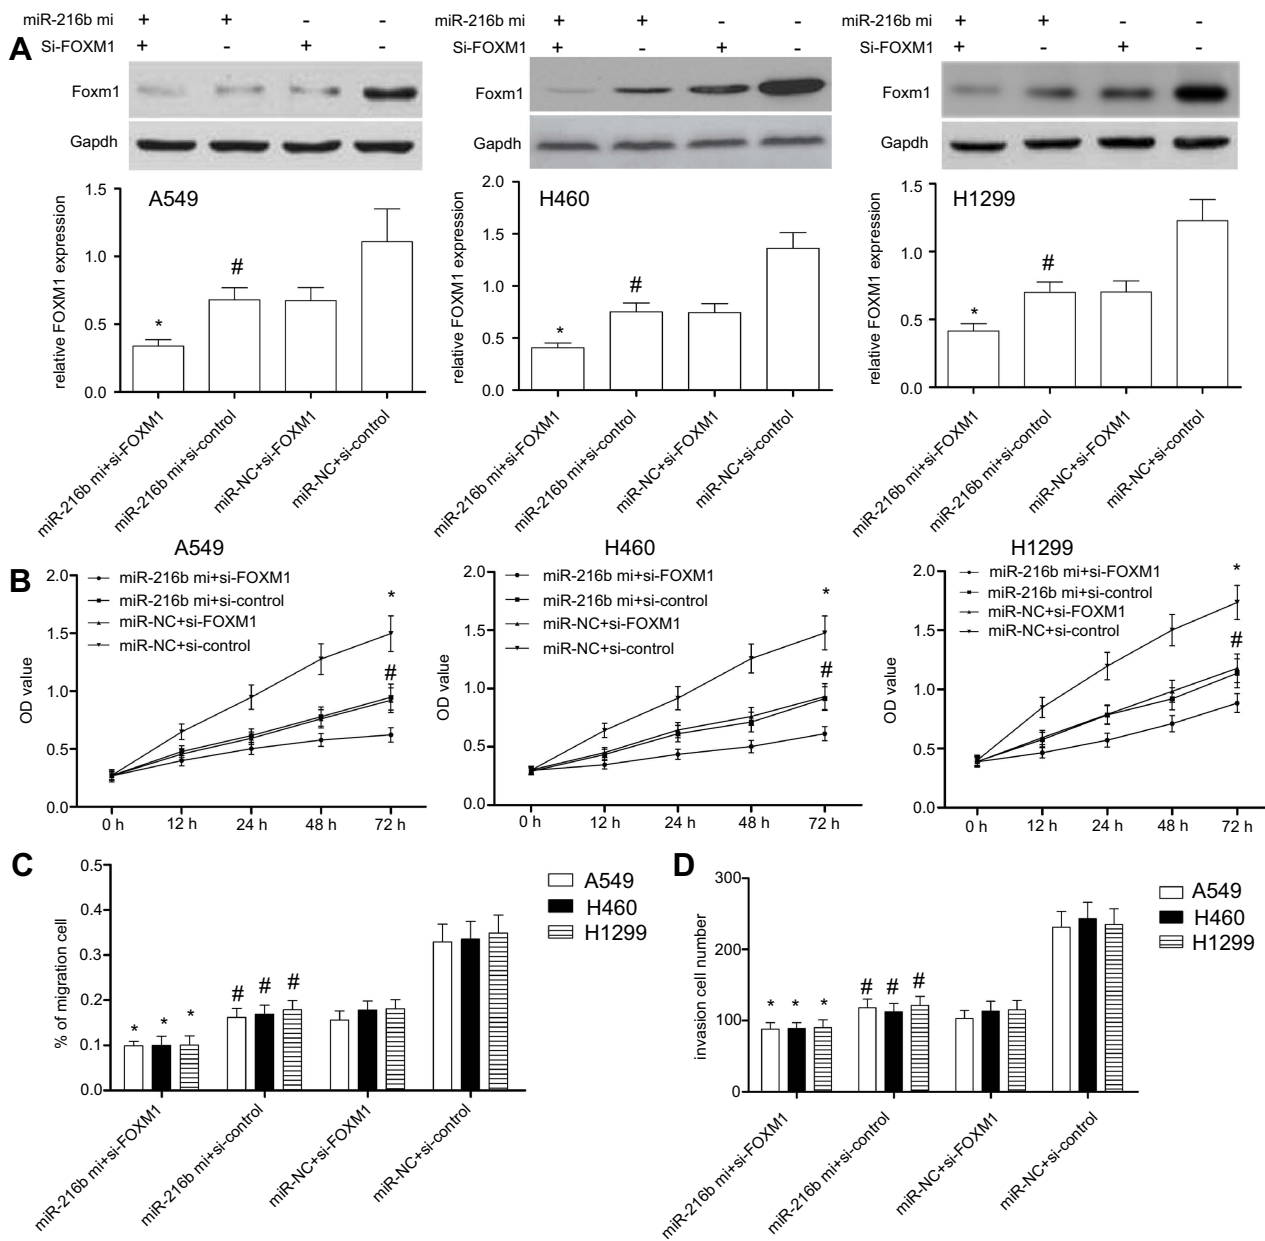 miR-216b mi + + - -
Si-FOXM1 + - + -
A
Foxm1
Gapdh
A549
relative FOXM1 expression
1.5
1.0
0.5
0.0
#
*
miR-216b mi+si-FOXM1
miR-216b mi+si-control
miR-NC+si-FOXM1
miR-NC+si-control
miR-216b mi + + - -
Si-FOXM1 + - + -
Foxm1
Gapdh
H460
relative FOXM1 expression
2.0
1.5
1.0
0.5
0.0
#
*
miR-216b mi+si-FOXM1
miR-216b mi+si-control
miR-NC+si-FOXM1
miR-NC+si-control
miR-216b mi + + - -
Si-FOXM1 + - + -
Foxm1
Gapdh
H1299
relative FOXM1 expression
1.5
1.0
0.5
0.0
#
*
miR-216b mi+si-FOXM1
miR-216b mi+si-control
miR-NC+si-FOXM1
miR-NC+si-control
B
A549
miR-216b mi+si-FOXM1
miR-216b mi+si-control
miR-NC+si-FOXM1
miR-NC+si-control
*
#
OD value
2.0
1.5
1.0
0.5
0.0
0 h 12 h 24 h 48 h 72 h
H460
miR-216b mi+si-FOXM1
miR-216b mi+si-control
miR-NC+si-FOXM1
miR-NC+si-control
*
#
OD value
2.0
1.5
1.0
0.5
0.0
0 h 12 h 24 h 48 h 72 h
H1299
miR-216b mi+si-FOXM1
miR-216b mi+si-control
miR-NC+si-FOXM1
miR-NC+si-control
*
#
OD value
2.0
1.5
1.0
0.5
0.0
0 h 12 h 24 h 48 h 72 h
C
% of migration cell
0.5
0.4
0.3
0.2
0.1
0.0
* * *
# # #
A549
H460
H1299
miR-216b mi+si-FOXM1
miR-216b mi+si-control
miR-NC+si-FOXM1
miR-NC+si-control
D
invasion cell number
300
200
100
0
* * *
# # #
A549
H460
H1299
miR-216b mi+si-FOXM1
miR-216b mi+si-control
miR-NC+si-FOXM1
miR-NC+si-control